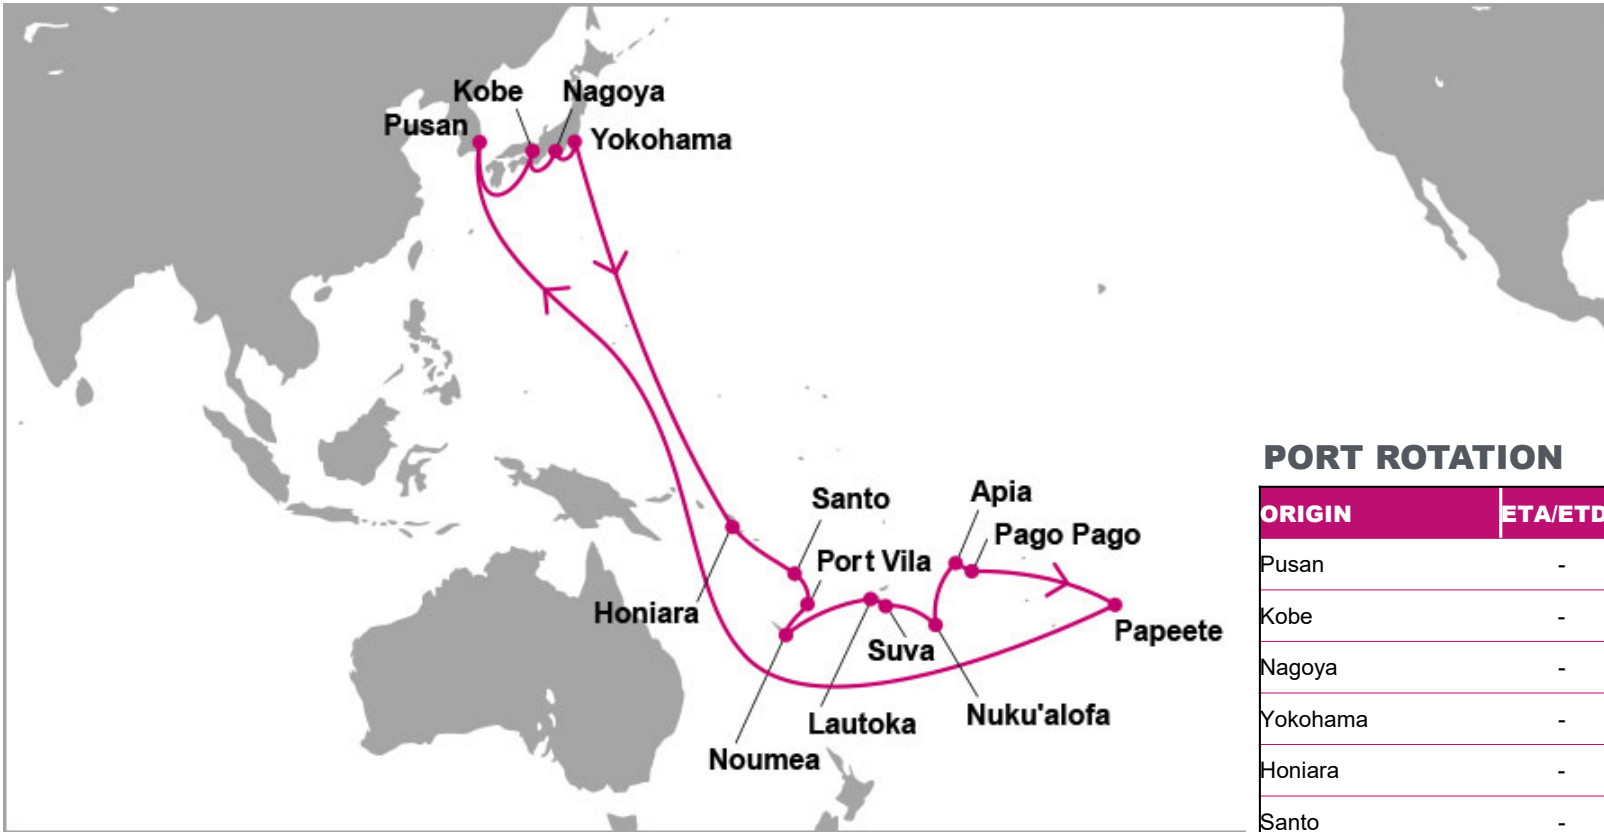 Kobe
Nagoya
Pusan
Yokohama
Santo
Apia
Port Vila
Pago Pago
Honiara
Suva
Papeete
Lautoka
Nuku'alofa
Noumea
PORT ROTATION
ORIGIN ETA/ETD
Pusan -
Kobe -
Nagoya -
Yokohama -
Honiara -
Santo -